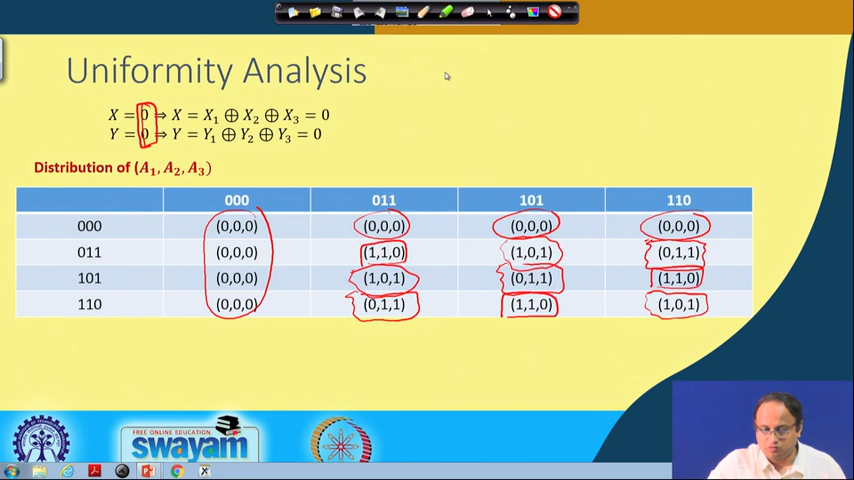 Uniformity Analysis
X = 0 ⇒ X = X₁ ⊕ X₂ ⊕ X₃ = 0
Y = 0 ⇒ Y = Y₁ ⊕ Y₂ ⊕ Y₃ = 0
Distribution of (A₁, A₂, A₃)
000 011 101 110
000 (0,0,0) (0,0,0) (0,0,0) (0,0,0)
011 (0,0,0) (1,1,0) (1,0,1) (0,1,1)
101 (0,0,0) (1,0,1) (0,1,1) (1,1,0)
110 (0,0,0) (0,1,1) (1,1,0) (1,0,1)
FREE ONLINE EDUCATION
swayam